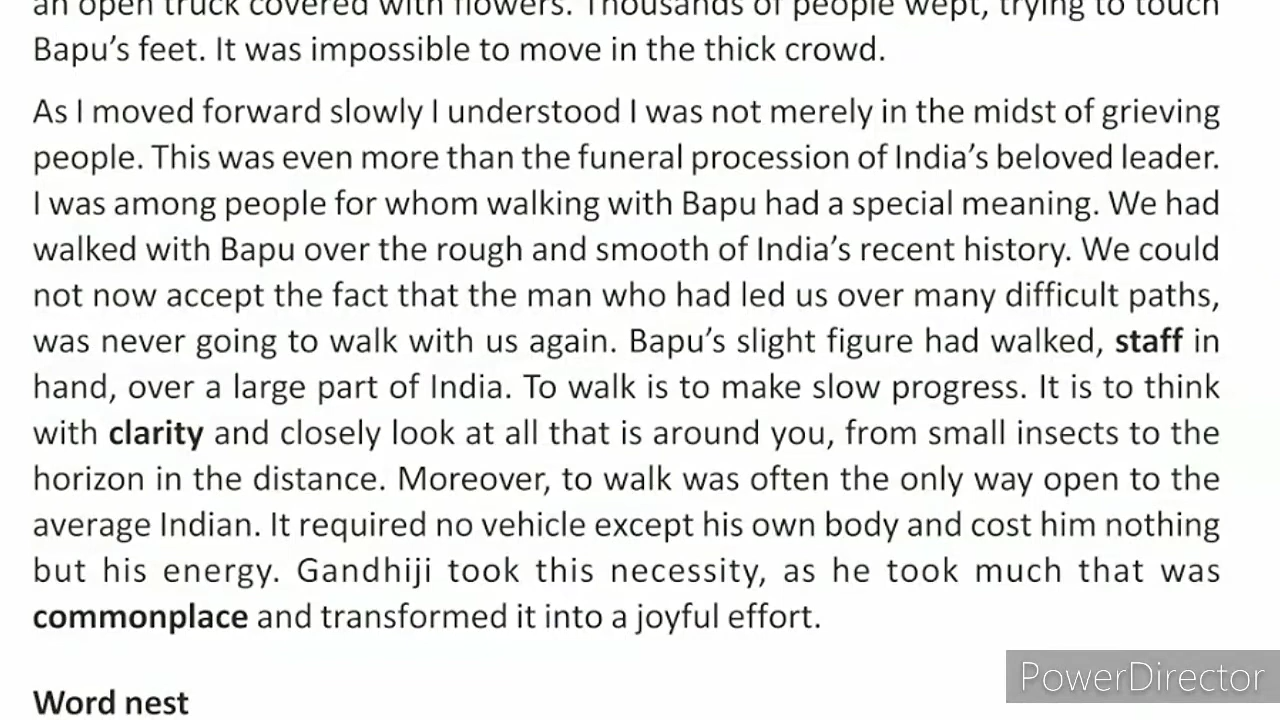 an open truck covered with flowers. Thousands of people wept, trying to touch
Bapu’s feet. It was impossible to move in the thick crowd.
As I moved forward slowly I understood I was not merely in the midst of grieving
people. This was even more than the funeral procession of India’s beloved leader.
I was among people for whom walking with Bapu had a special meaning. We had
walked with Bapu over the rough and smooth of India’s recent history. We could
not now accept the fact that the man who had led us over many difficult paths,
was never going to walk with us again. Bapu’s slight figure had walked, staff in
hand, over a large part of India. To walk is to make slow progress. It is to think
with clarity and closely look at all that is around you, from small insects to the
horizon in the distance. Moreover, to walk was often the only way open to the
average Indian. It required no vehicle except his own body and cost him nothing
but his energy. Gandhiji took this necessity, as he took much that was
commonplace and transformed it into a joyful effort.
Word nest
PowerDirector